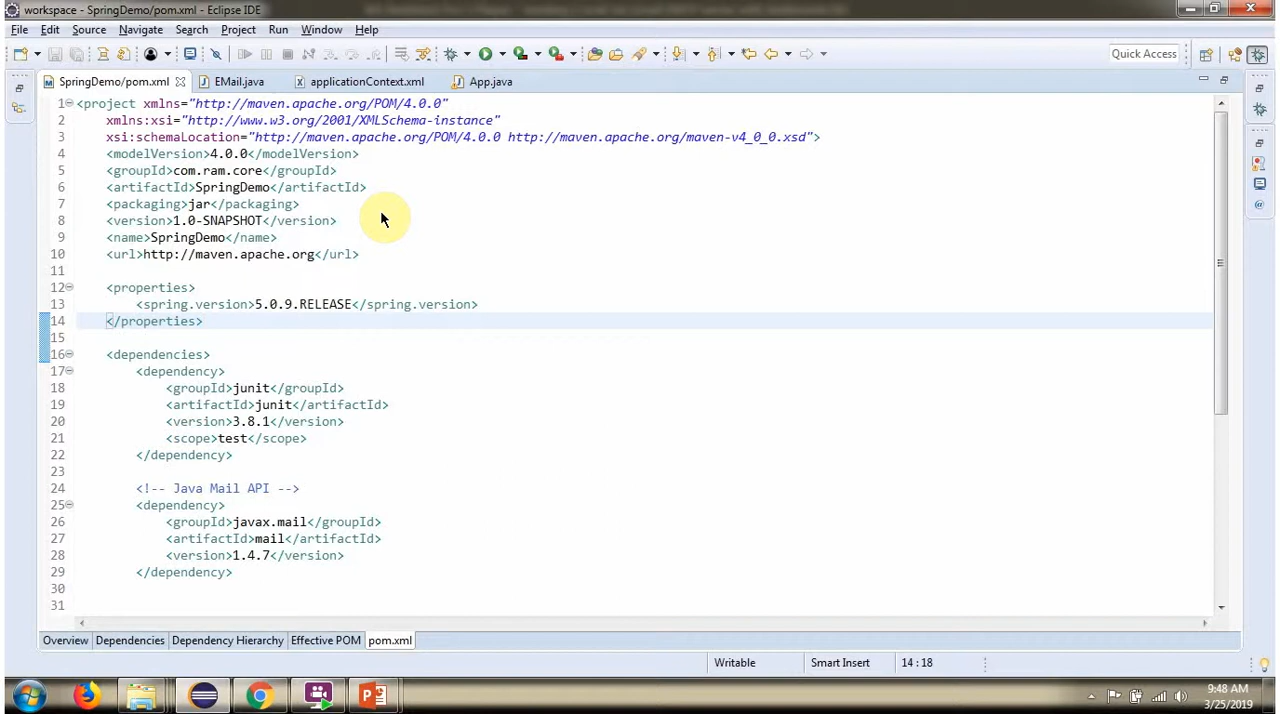 workspace - SpringDemo/pom.xml - Eclipse IDE
File Edit Source Navigate Search Project Run Window Help
Quick Access
SpringDemo/pom.xml EMail.java applicationContext.xml App.java
1 <project xmlns="http://maven.apache.org/POM/4.0.0"
2 xmlns:xsi="http://www.w3.org/2001/XMLSchema-instance"
3 xsi:schemaLocation="http://maven.apache.org/POM/4.0.0 http://maven.apache.org/maven-v4_0_0.xsd">
4 <modelVersion>4.0.0</modelVersion>
5 <groupId>com.ram.core</groupId>
6 <artifactId>SpringDemo</artifactId>
7 <packaging>jar</packaging>
8 <version>1.0-SNAPSHOT</version>
9 <name>SpringDemo</name>
10 <url>http://maven.apache.org</url>
11
12 <properties>
13 <spring.version>5.0.9.RELEASE</spring.version>
14 </properties>
15
16 <dependencies>
17 <dependency>
18 <groupId>junit</groupId>
19 <artifactId>junit</artifactId>
20 <version>3.8.1</version>
21 <scope>test</scope>
22 </dependency>
23
24 <!-- Java Mail API -->
25 <dependency>
26 <groupId>javax.mail</groupId>
27 <artifactId>mail</artifactId>
28 <version>1.4.7</version>
29 </dependency>
30
31
Overview Dependencies Dependency Hierarchy Effective POM pom.xml
Writable Smart Insert 14 : 18
9:48 AM
3/25/2019